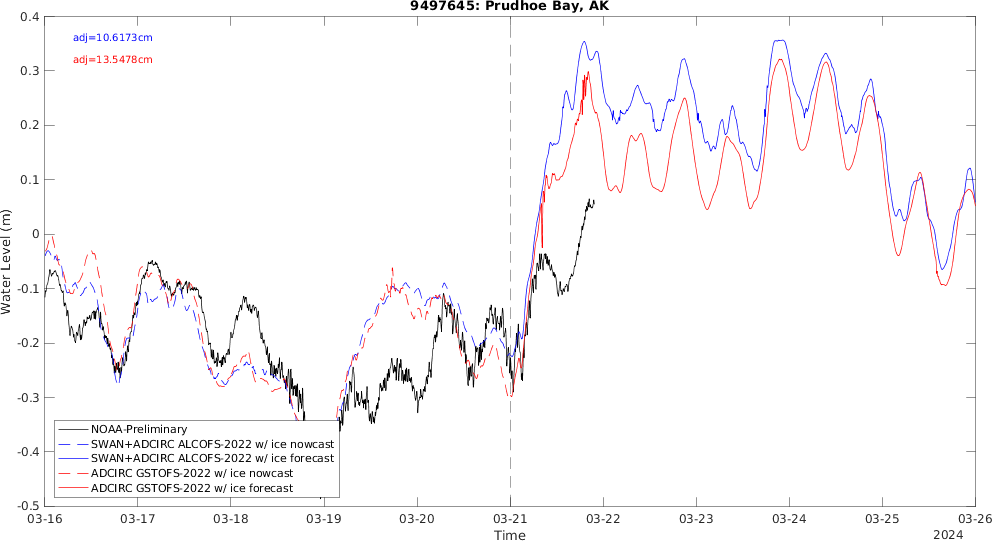 9497645: Prudhoe Bay, AK
adj=10.6173cm
adj=13.5478cm
0.4
0.3
0.2
0.1
0
-0.1
-0.2
-0.3
-0.4
-0.5
Water Level (m)
NOAA-Preliminary
SWAN+ADCIRC ALCOFS-2022 w/ ice nowcast
SWAN+ADCIRC ALCOFS-2022 w/ ice forecast
ADCIRC GSTOFS-2022 w/ ice nowcast
ADCIRC GSTOFS-2022 w/ ice forecast
03-16 03-17 03-18 03-19 03-20 03-21 03-22 03-23 03-24 03-25 03-26
Time
2024